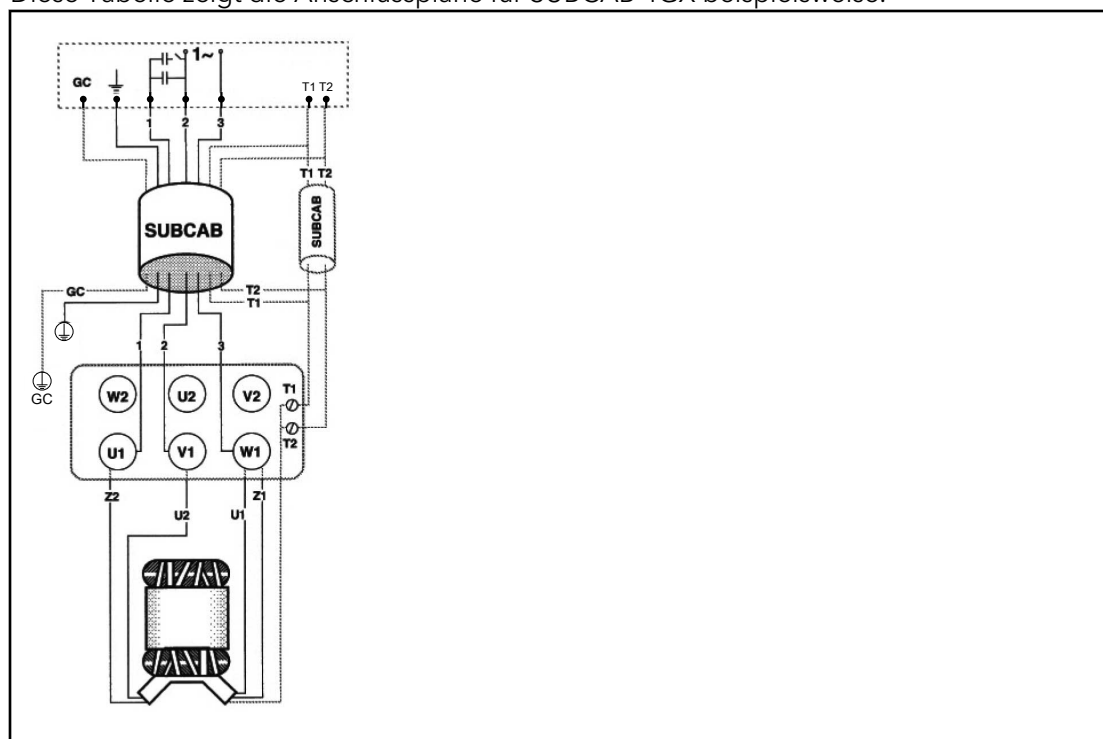 Diese Tabelle zeigt die Anschlusspläne für SUBCAB 4GX beispielsweise.
1~
GC T1 T2
1 2 3
T1 T2
SUBCAB
SUBCAB
GC T2
T1
1 2 3
GC
W2 U2 V2 T1
U1 V1 W1 T2
Z2 Z1
U2 U1